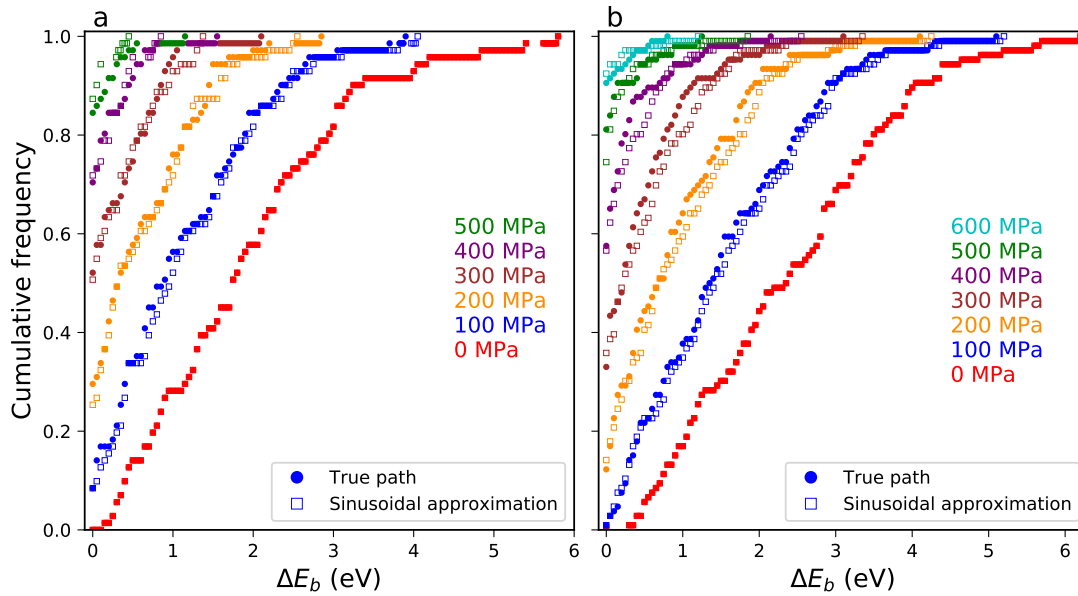 a
b
1.0
0.8
0.6
0.4
0.2
0.0
Cumulative frequency
500 MPa
400 MPa
300 MPa
200 MPa
100 MPa
0 MPa
True path
Sinusoidal approximation
0 1 2 3 4 5 6
ΔE_b (eV)
600 MPa
500 MPa
400 MPa
300 MPa
200 MPa
100 MPa
0 MPa
True path
Sinusoidal approximation
0 1 2 3 4 5 6
ΔE_b (eV)